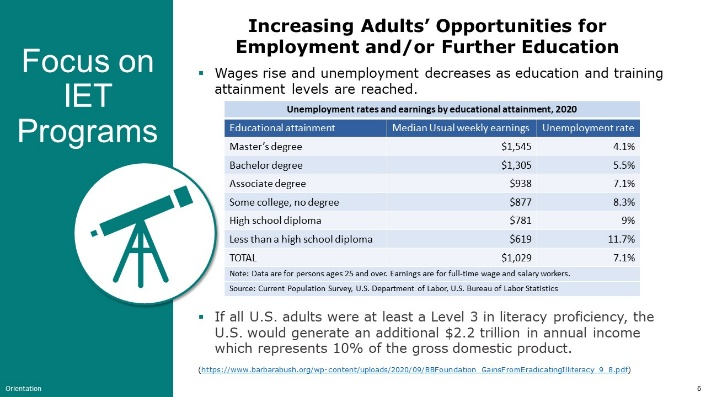 Focus on
IET
Programs
Increasing Adults’ Opportunities for
Employment and/or Further Education
▪ Wages rise and unemployment decreases as education and training
attainment levels are reached.
Unemployment rates and earnings by educational attainment, 2020
Educational attainment Median Usual weekly earnings Unemployment rate
Master’s degree $1,545 4.1%
Bachelor degree $1,305 5.5%
Associate degree $938 7.1%
Some college, no degree $877 8.3%
High school diploma $781 9%
Less than a high school diploma $619 11.7%
TOTAL $1,029 7.1%
Note: Data are for persons ages 25 and over. Earnings are for full-time wage and salary workers.
Source: Current Population Survey, U.S. Department of Labor, U.S. Bureau of Labor Statistics
▪ If all U.S. adults were at least a Level 3 in literacy proficiency, the
U.S. would generate an additional $2.2 trillion in annual income
which represents 10% of the gross domestic product.
(https://www.barbarabush.org/wp-content/uploads/2020/09/BBFoundation_GainsFromEradicatingIlliteracy_9_8.pdf)
Orientation
6